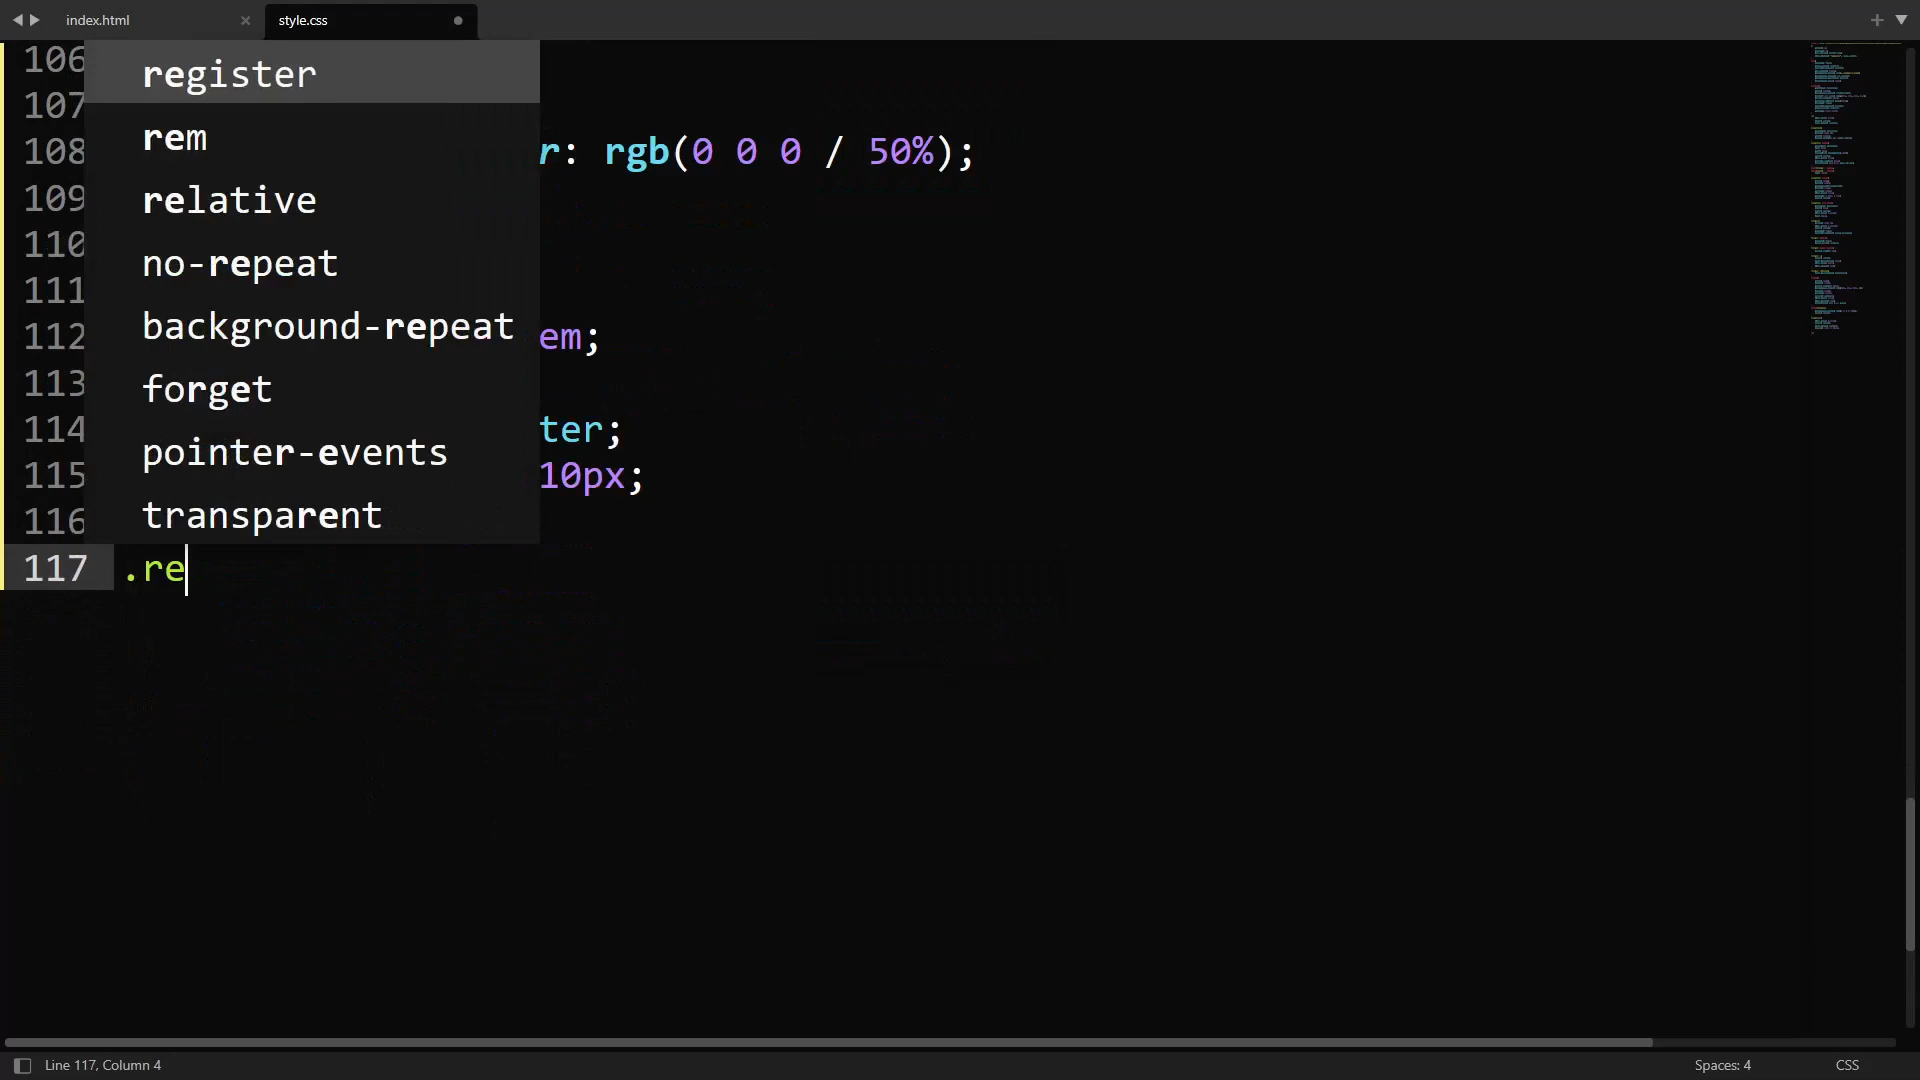 index.html
style.css
106
register
107
rem
108 r: rgb(0 0 0 / 50%);
109
relative
110
no-repeat
111
background-repeat
112 em;
113
forget
114 ter;
pointer-events
115 10px;
116
transparent
117 .re
Line 117, Column 4
Spaces: 4
CSS